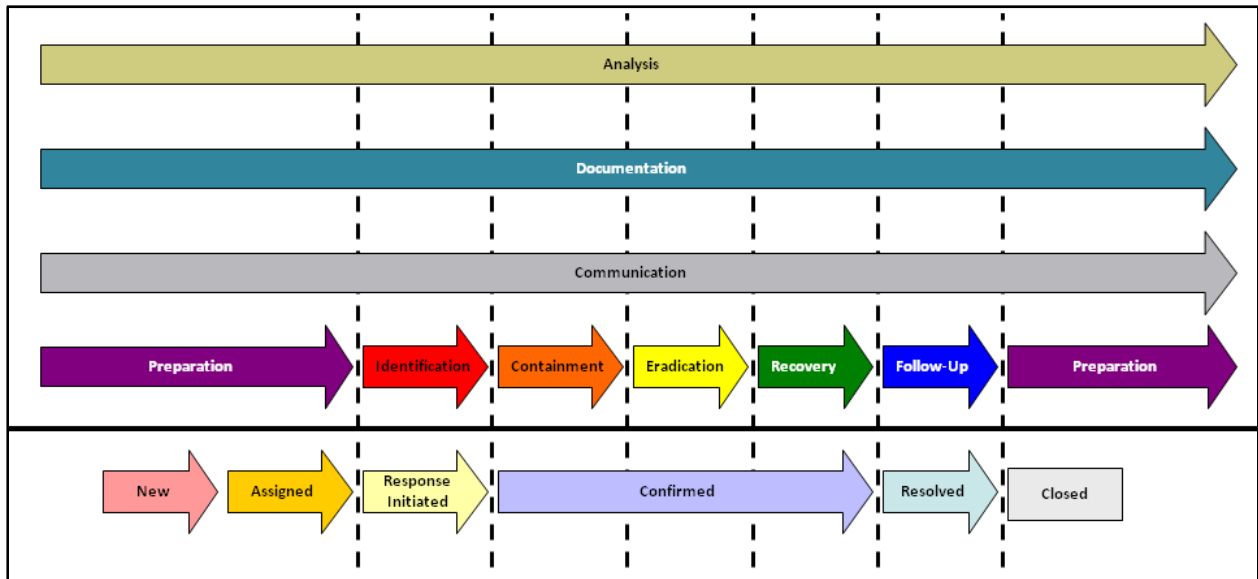 Analysis
Documentation
Communication
Preparation
Identification
Containment
Eradication
Recovery
Follow-Up
Preparation
New
Assigned
Response
Initiated
Confirmed
Resolved
Closed